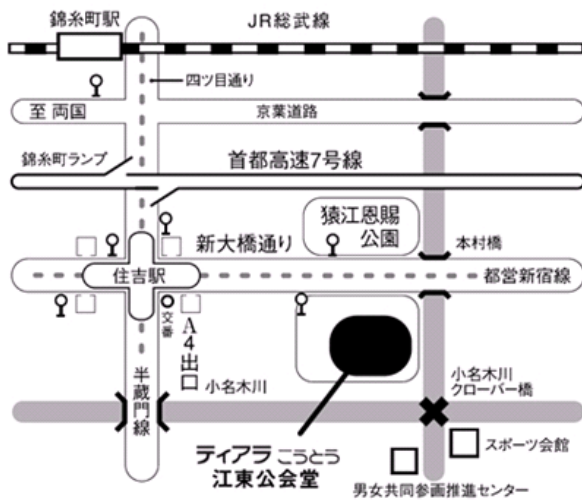 錦糸町駅
JR総武線
四ツ目通り
至 両国
京葉道路
錦糸町ランプ
首都高速7号線
猿江恩賜
公園
新大橋通り
本村橋
住吉駅
都営新宿線
交番
A4出口
半蔵門線
小名木川
小名木川
クローバー橋
ティアラ こうとう
江東公会堂
スポーツ会館
男女共同参画推進センター